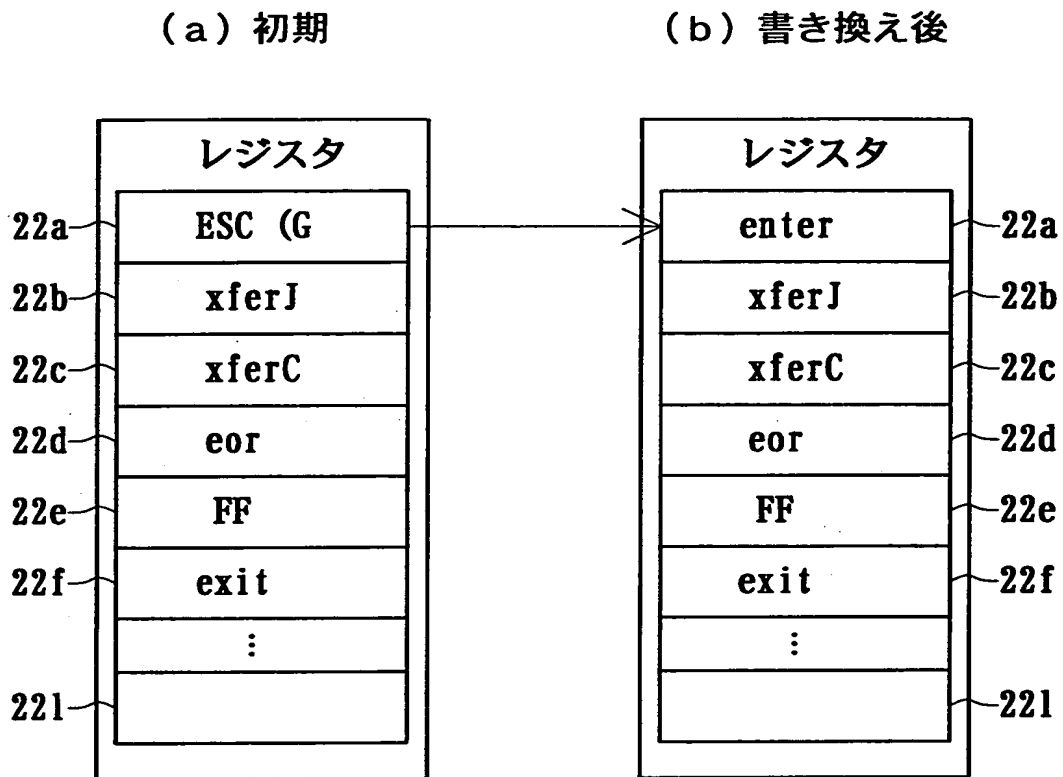 (a) 初期
(b) 書き換え後
レジスタ
レジスタ
22a ESC (G enter 22a
22b xferJ xferJ 22b
22c xferC xferC 22c
22d eor eor 22d
22e FF FF 22e
22f exit exit 22f
⋮ ⋮
22l 22l